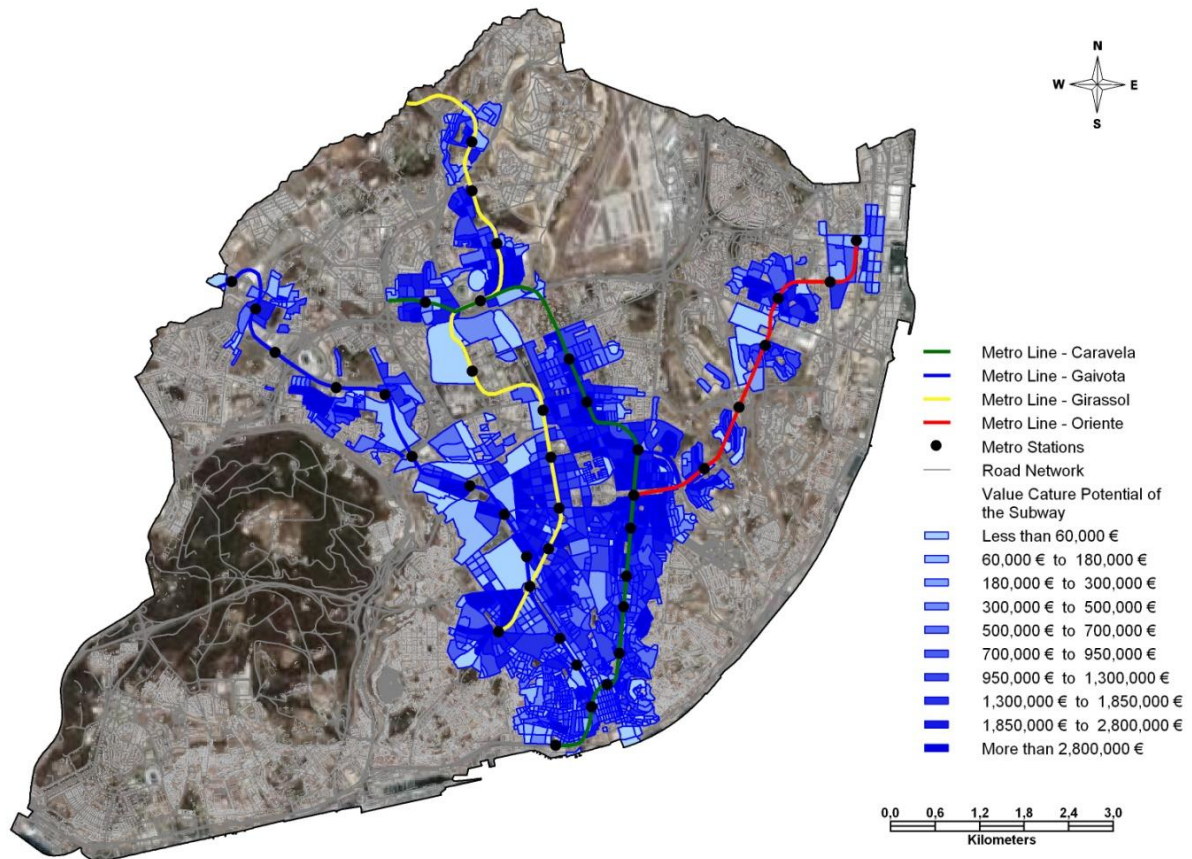 N
W E
S
Metro Line - Caravela
Metro Line - Gaivota
Metro Line - Girassol
Metro Line - Oriente
Metro Stations
Road Network
Value Cature Potential of
the Subway
Less than 60,000 €
60,000 € to 180,000 €
180,000 € to 300,000 €
300,000 € to 500,000 €
500,000 € to 700,000 €
700,000 € to 950,000 €
950,000 € to 1,300,000 €
1,300,000 € to 1,850,000 €
1,850,000 € to 2,800,000 €
More than 2,800,000 €
0,0 0,6 1,2 1,8 2,4 3,0
Kilometers